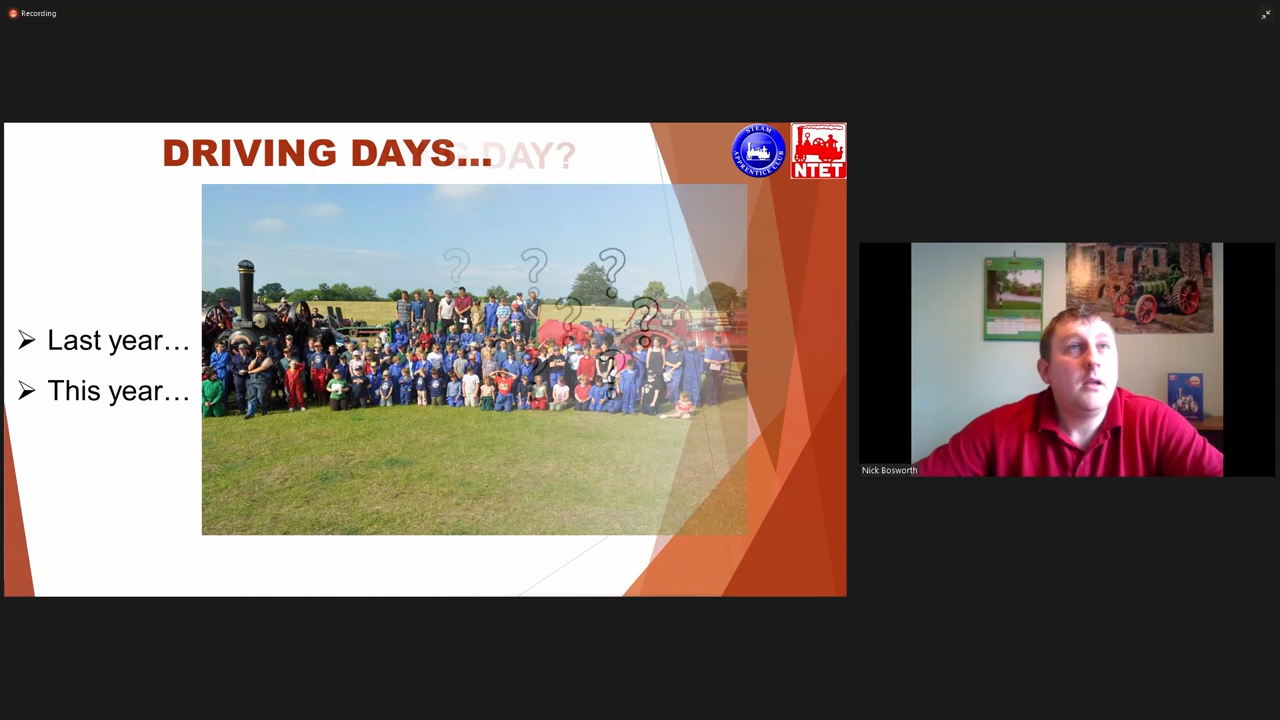 Recording
DRIVING DAYS...
DAY?
STEAM
APPRENTICE CLUB
NTET
➢ Last year…
➢ This year…
? ? ?
? ?
?
Nick Bosworth